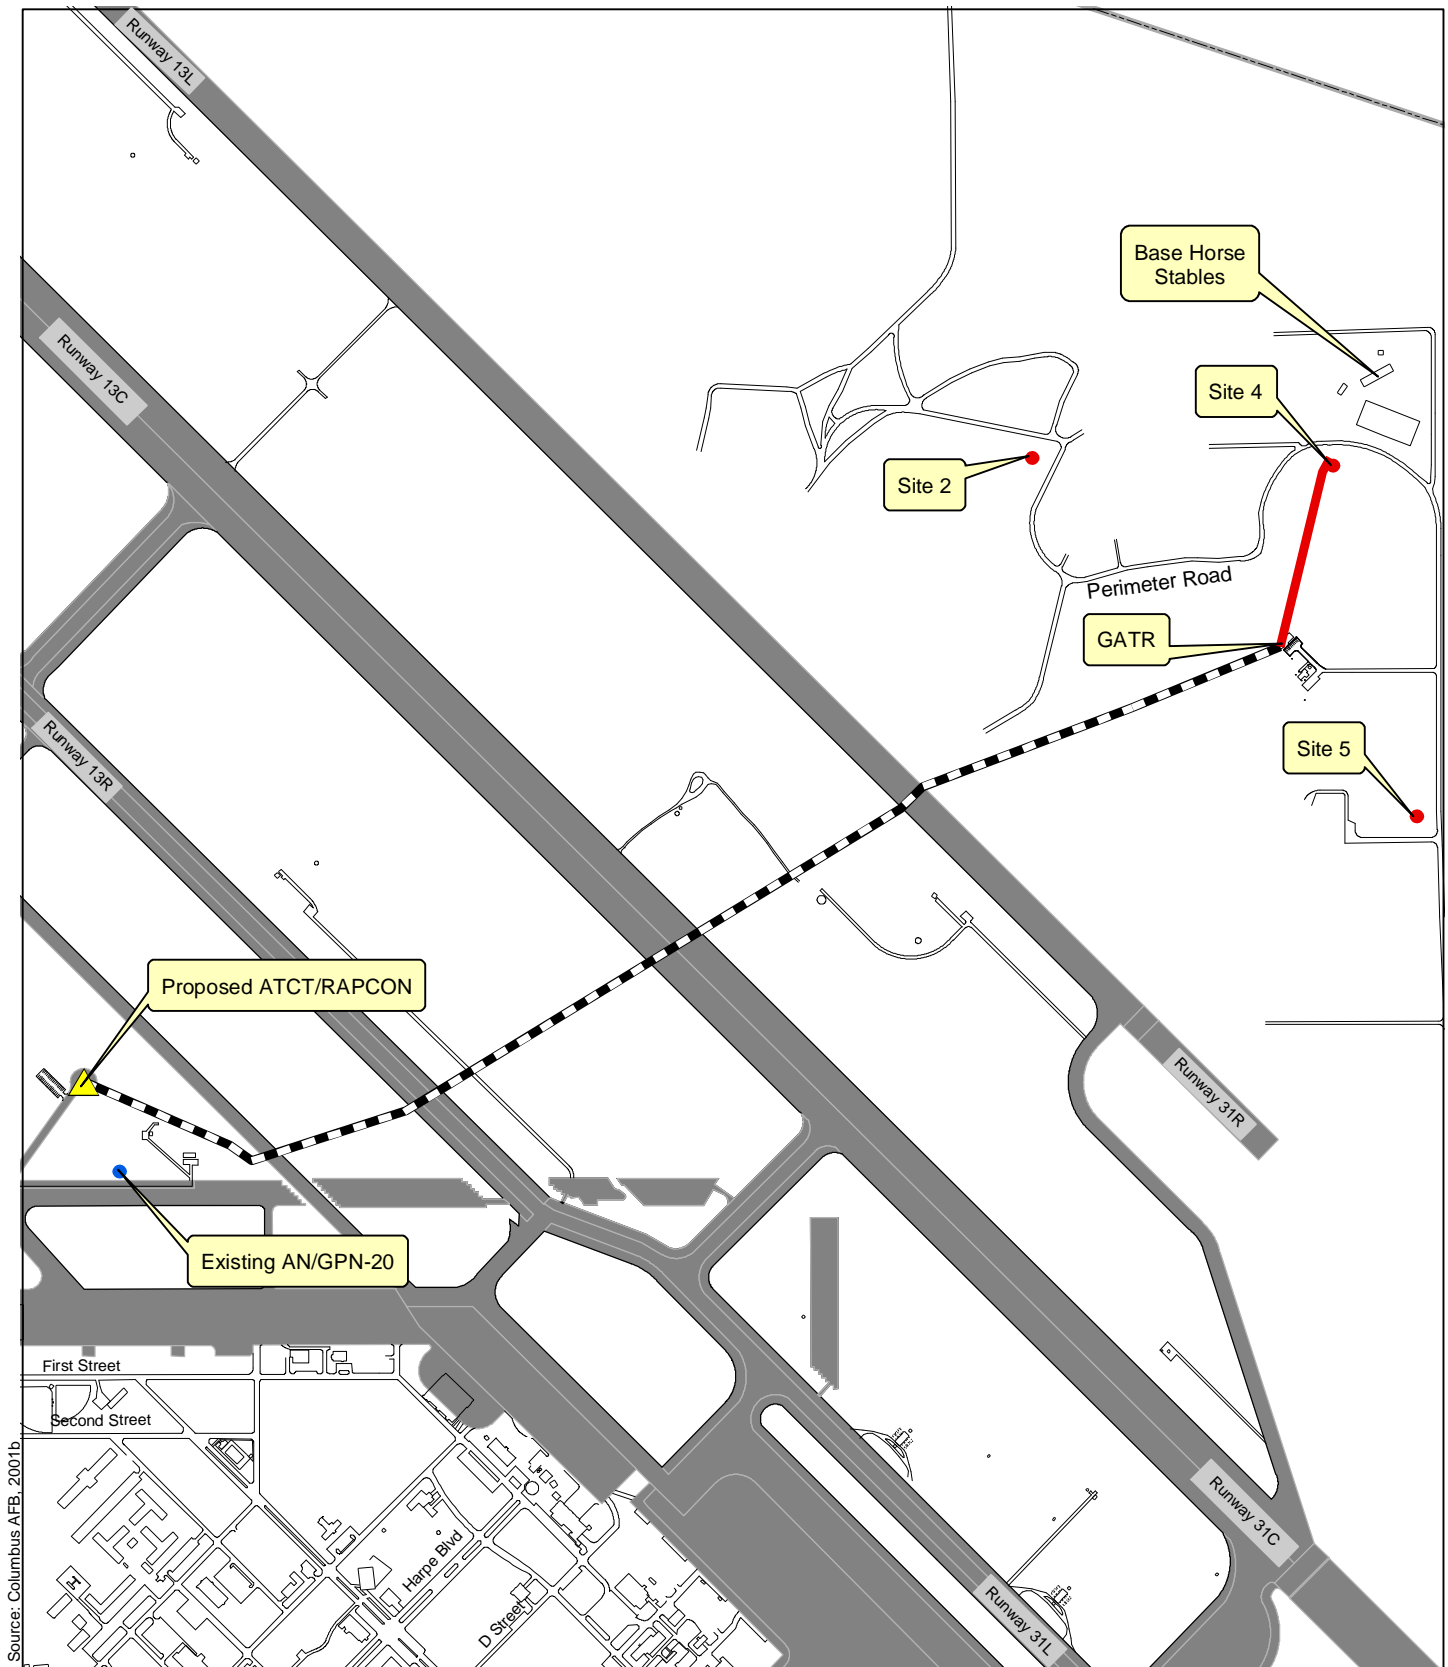 Runway 13L
Base Horse
Stables
Runway 13C
Site 4
Site 2
Perimeter Road
GATR
Runway 13R
Site 5
Proposed ATCT/RAPCON
Runway 31R
Existing AN/GPN-20
First Street
Second Street
Harpe Blvd
D Street
Runway 31C
Runway 31L
Source: Columbus AFB, 2001b